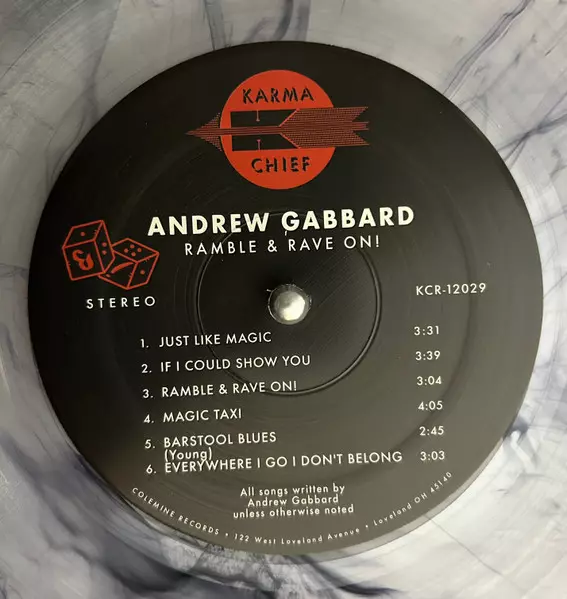 KARMA
CHIEF
ANDREW GABBARD
RAMBLE & RAVE ON!
STEREO
KCR-12029
1. JUST LIKE MAGIC 3:31
2. IF I COULD SHOW YOU 3:39
3. RAMBLE & RAVE ON! 3:04
4. MAGIC TAXI 4:05
5. BARSTOOL BLUES 2:45
(Young)
6. EVERYWHERE I GO I DON'T BELONG 3:03
All songs written by
Andrew Gabbard
unless otherwise noted
COLEMINE RECORDS • 122 West Loveland Avenue • Loveland OH 45140